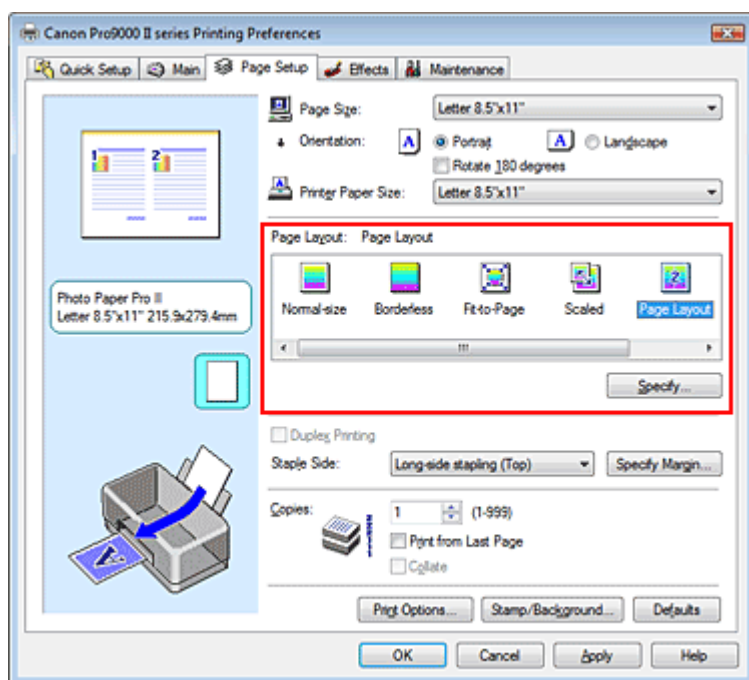 Canon Pro9000 II series Printing Preferences
Quick Setup Main Page Setup Effects Maintenance
Page Size: Letter 8.5"x11"
Orientation: A Portrait A Landscape
Rotate 180 degrees
Printer Paper Size: Letter 8.5"x11"
1 2
Page Layout: Page Layout
Normal-size Borderless Fit-to-Page Scaled Page Layout
Photo Paper Pro II
Letter 8.5"x11" 215.9x279.4mm
Specify...
Duplex Printing
Staple Side: Long-side stapling (Top) Specify Margin...
Copies: 1 (1-999)
Print from Last Page
Collate
Print Options... Stamp/Background... Defaults
OK Cancel Apply Help